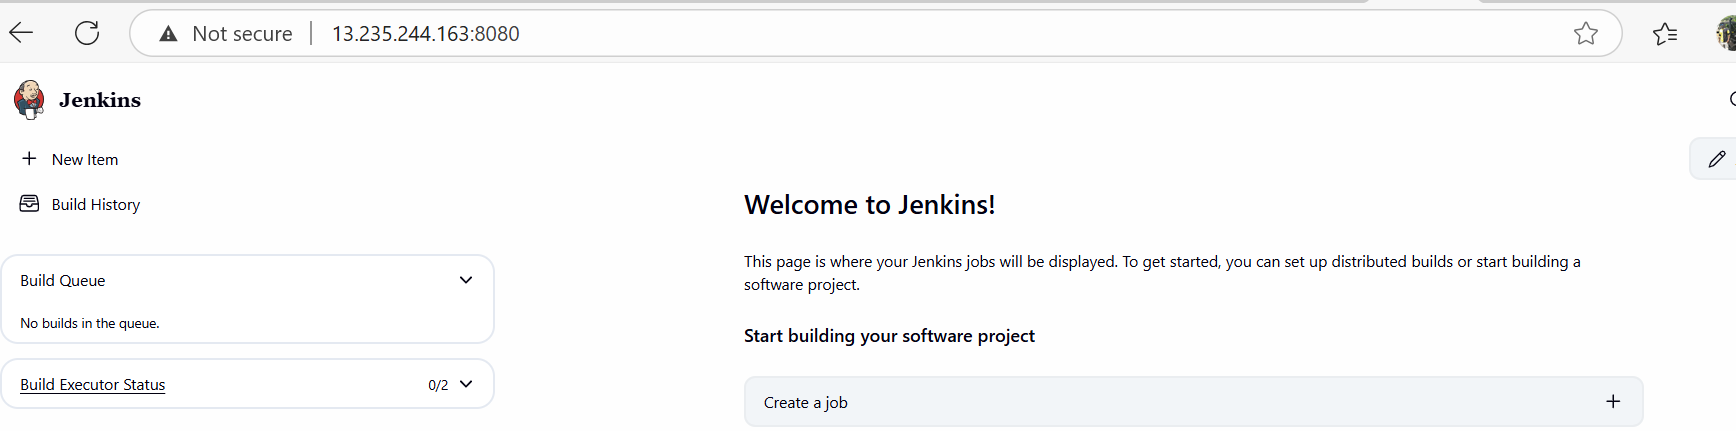 Not secure 13.235.244.163:8080
Jenkins
New Item
Build History
Build Queue
No builds in the queue.
Build Executor Status 0/2
Welcome to Jenkins!
This page is where your Jenkins jobs will be displayed. To get started, you can set up distributed builds or start building a
software project.
Start building your software project
Create a job